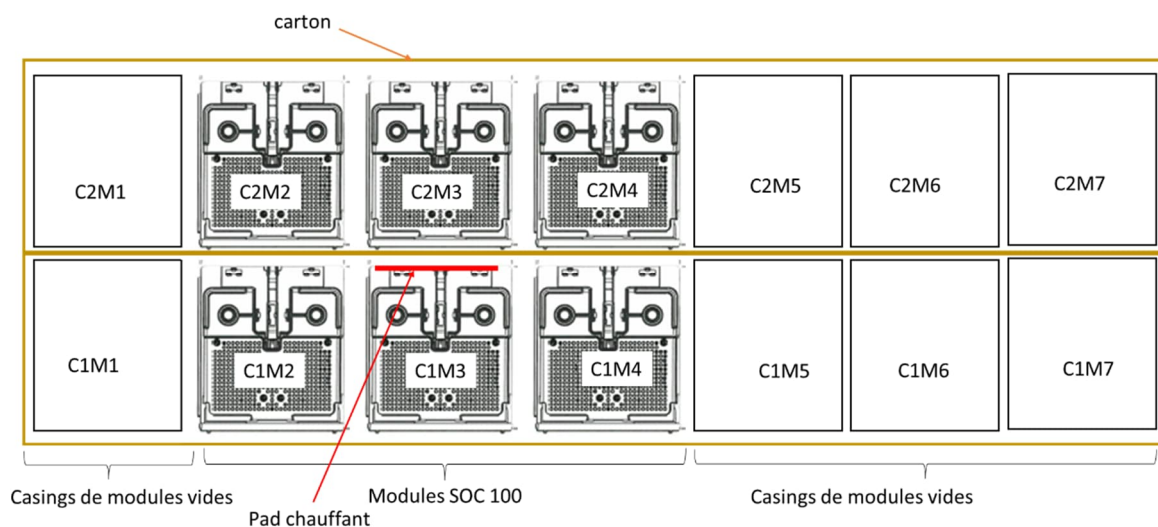 carton
C2M1
C2M2
C2M3
C2M4
C2M5
C2M6
C2M7
C1M1
C1M2
C1M3
C1M4
C1M5
C1M6
C1M7
Casings de modules vides
Modules SOC 100
Casings de modules vides
Pad chauffant